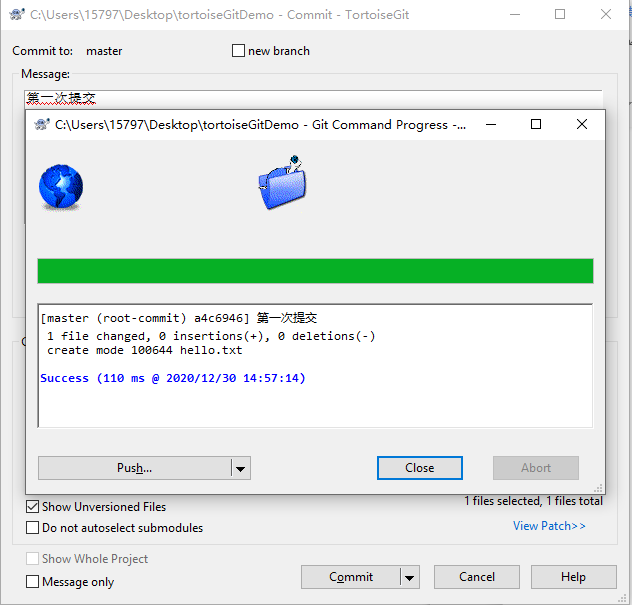 C:\Users\15797\Desktop\tortoiseGitDemo - Commit - TortoiseGit
Commit to: master new branch
Message:
第一次提交
C:\Users\15797\Desktop\tortoiseGitDemo - Git Command Progress -...
[master (root-commit) a4c6946] 第一次提交
1 file changed, 0 insertions(+), 0 deletions(-)
create mode 100644 hello.txt
Success (110 ms @ 2020/12/30 14:57:14)
Push... Close Abort
Show Unversioned Files 1 files selected, 1 files total
Do not autoselect submodules View Patch>>
Show Whole Project
Message only Commit Cancel Help